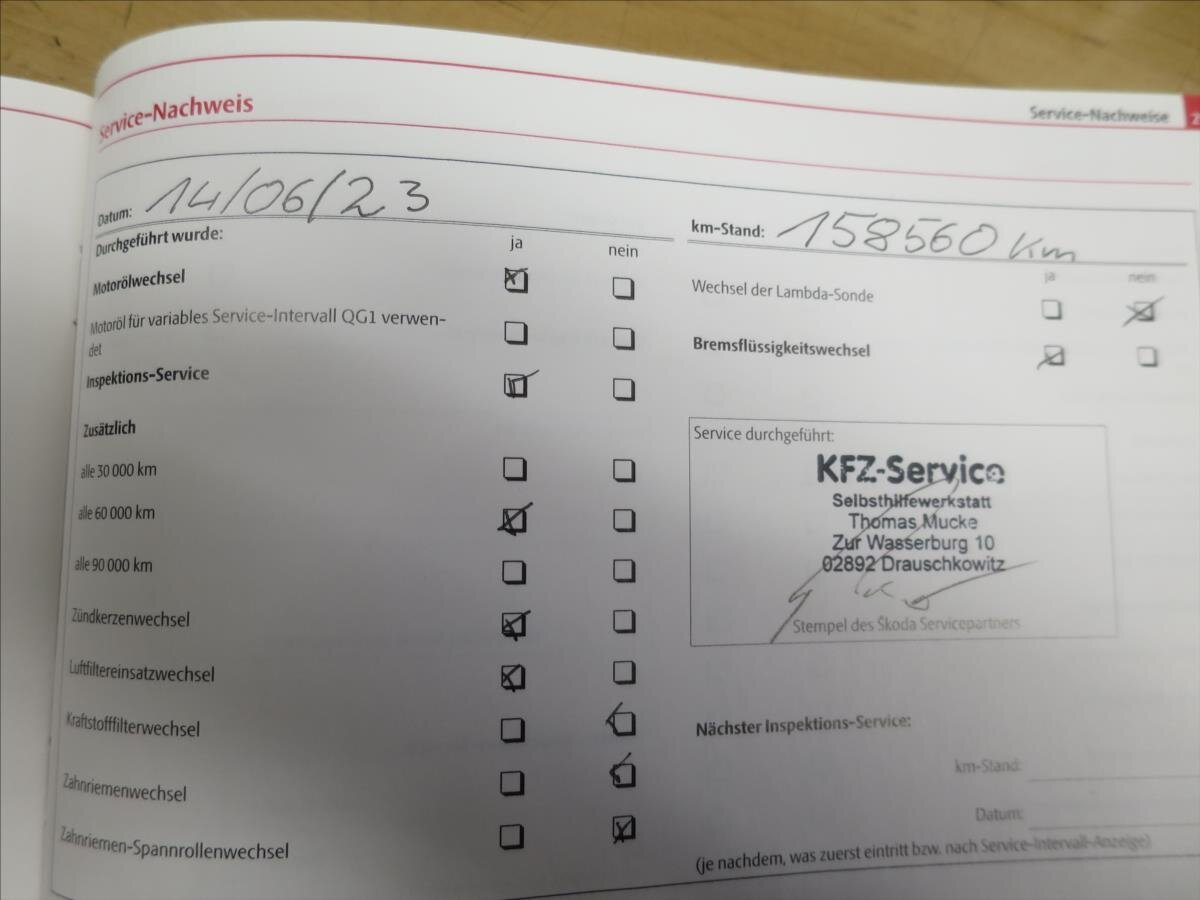 Service-Nachweis
Service-Nachweise
Datum: 14/06/23
Durchgeführt wurde:
ja nein
Motorölwechsel
Motoröl für variables Service-Intervall QG1 verwen-
det
Inspektions-Service
Zusätzlich
alle 30 000 km
alle 60 000 km
alle 90 000 km
Zündkerzenwechsel
Luftfiltereinsatzwechsel
Kraftstofffilterwechsel
Zahnriemenwechsel
Zahnriemen-Spannrollenwechsel
km-Stand: 158560 km
ja nein
Wechsel der Lambda-Sonde
Bremsflüssigkeitswechsel
Service durchgeführt:
KFZ-Service
Selbsthilfewerkstatt
Thomas Mucke
Zur Wasserburg 10
02892 Drauschkowitz
Stempel des Škoda Servicepartners
Nächster Inspektions-Service:
km-Stand:
Datum:
(je nachdem, was zuerst eintritt bzw. nach Service-Intervall-Anzeige)